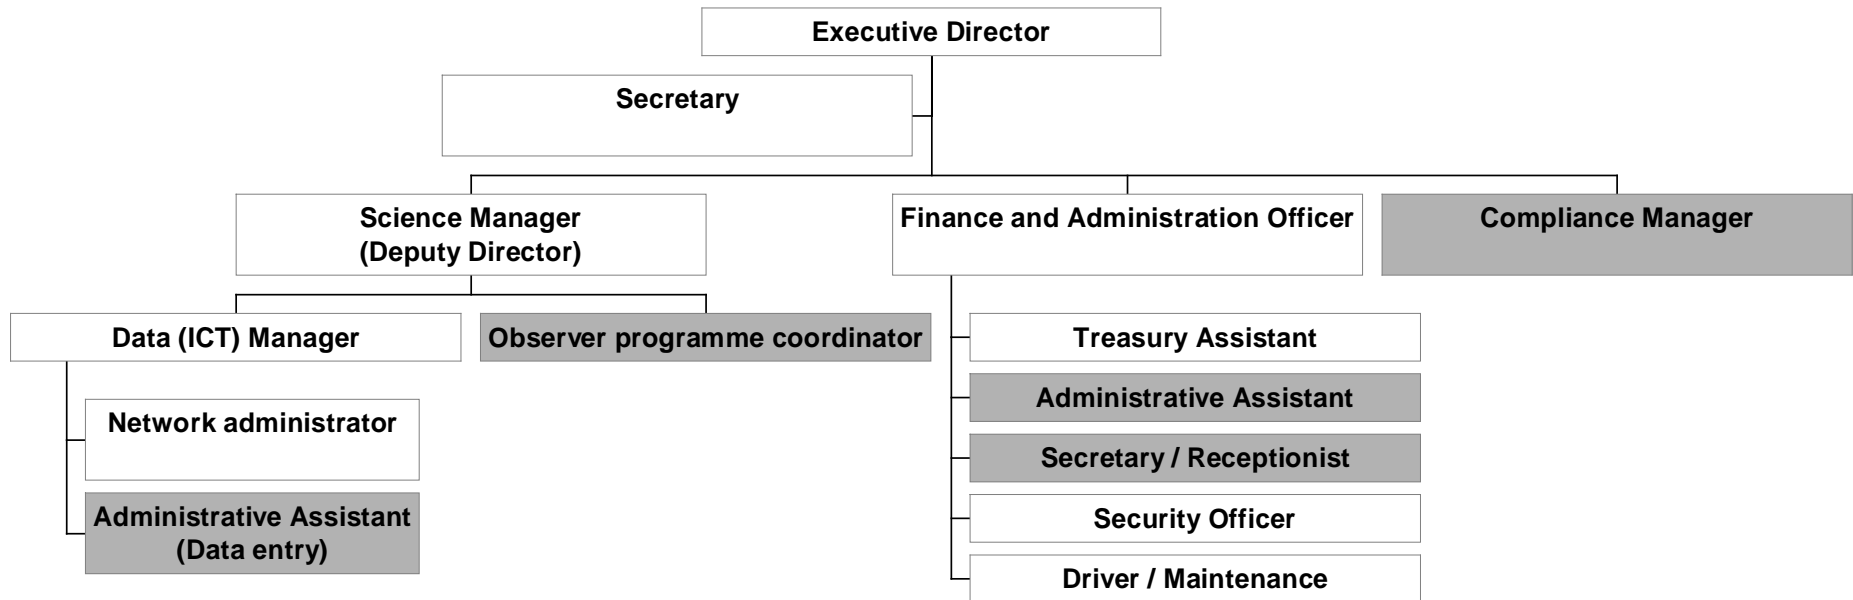 Executive Director
Secretary
Science Manager
(Deputy Director)
Finance and Administration Officer
Compliance Manager
Data (ICT) Manager
Observer programme coordinator
Treasury Assistant
Administrative Assistant
Network administrator
Secretary / Receptionist
Administrative Assistant
(Data entry)
Security Officer
Driver / Maintenance